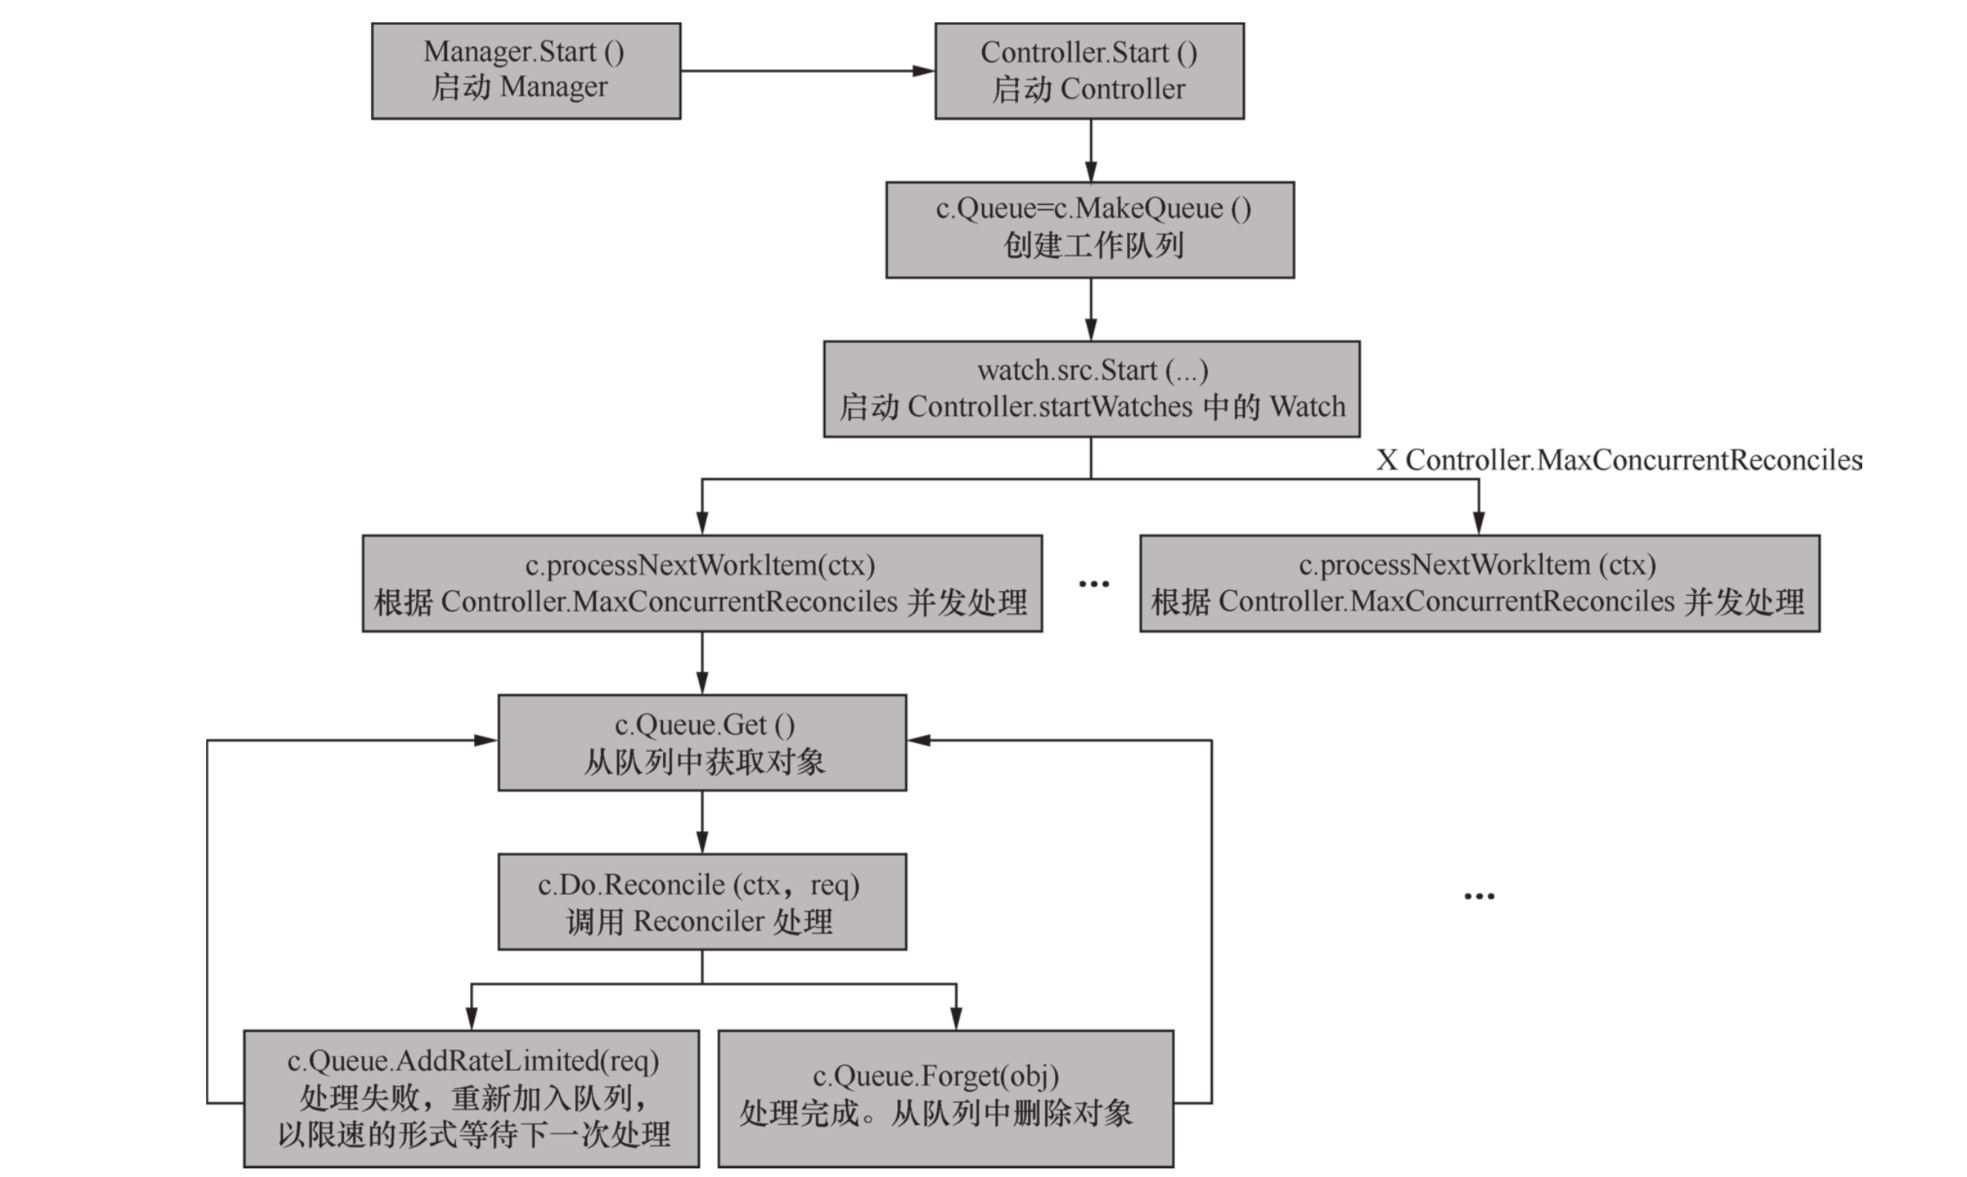 Manager.Start ()
启动 Manager
Controller.Start ()
启动 Controller
c.Queue=c.MakeQueue ()
创建工作队列
watch.src.Start (...)
启动 Controller.startWatches 中的 Watch
X Controller.MaxConcurrentReconciles
c.processNextWorkItem(ctx)
根据 Controller.MaxConcurrentReconciles 并发处理
...
c.processNextWorkItem (ctx)
根据 Controller.MaxConcurrentReconciles 并发处理
c.Queue.Get ()
从队列中获取对象
c.Do.Reconcile (ctx，req)
调用 Reconciler 处理
...
c.Queue.AddRateLimited(req)
处理失败，重新加入队列，
以限速的形式等待下一次处理
c.Queue.Forget(obj)
处理完成。从队列中删除对象